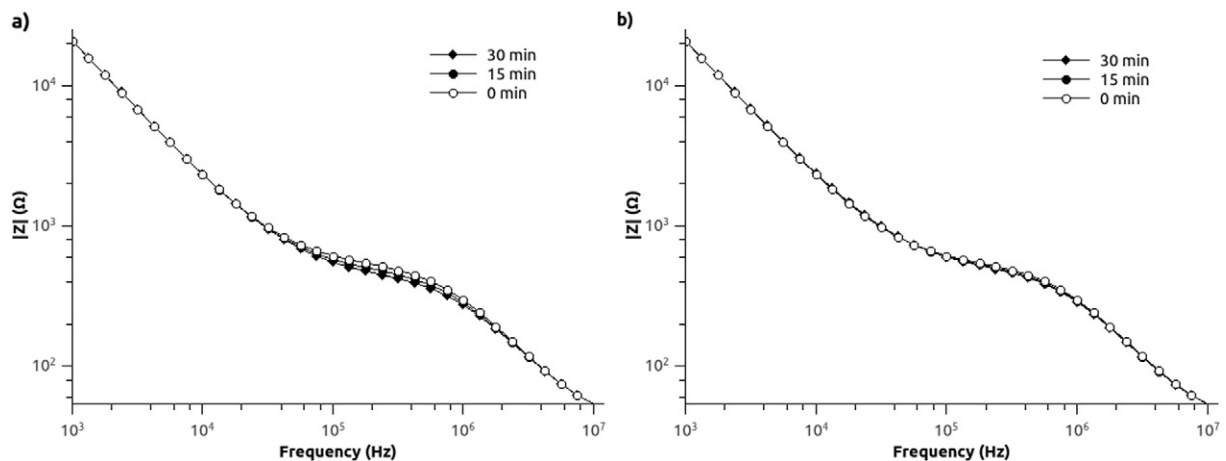 a)
30 min
15 min
0 min
10⁴
10³
10²
|Z| (Ω)
10³ 10⁴ 10⁵ 10⁶ 10⁷
Frequency (Hz)
b)
30 min
15 min
0 min
10⁴
10³
10²
|Z| (Ω)
10³ 10⁴ 10⁵ 10⁶ 10⁷
Frequency (Hz)